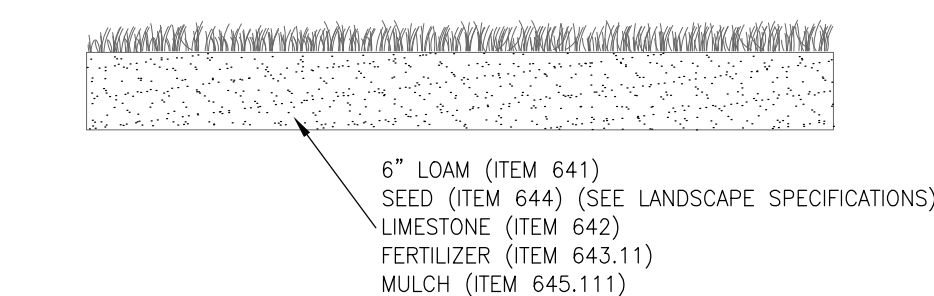 6” LOAM (ITEM 641)
SEED (ITEM 644) (SEE LANDSCAPE SPECIFICATIONS)
LIMESTONE (ITEM 642)
FERTILIZER (ITEM 643.11)
MULCH (ITEM 645.111)